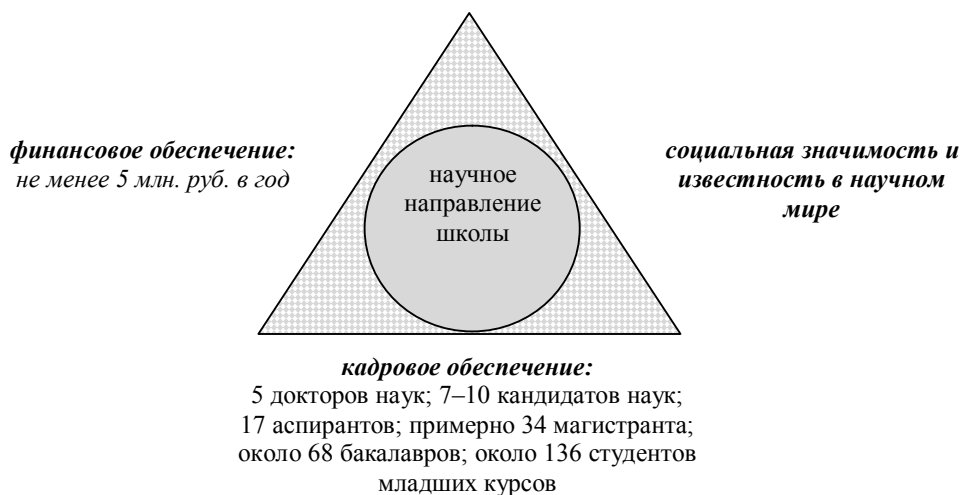 финансовое обеспечение:
не менее 5 млн. руб. в год
научное
направление
школы
социальная значимость и
известность в научном
мире
кадровое обеспечение:
5 докторов наук; 7–10 кандидатов наук;
17 аспирантов; примерно 34 магистранта;
около 68 бакалавров; около 136 студентов
младших курсов